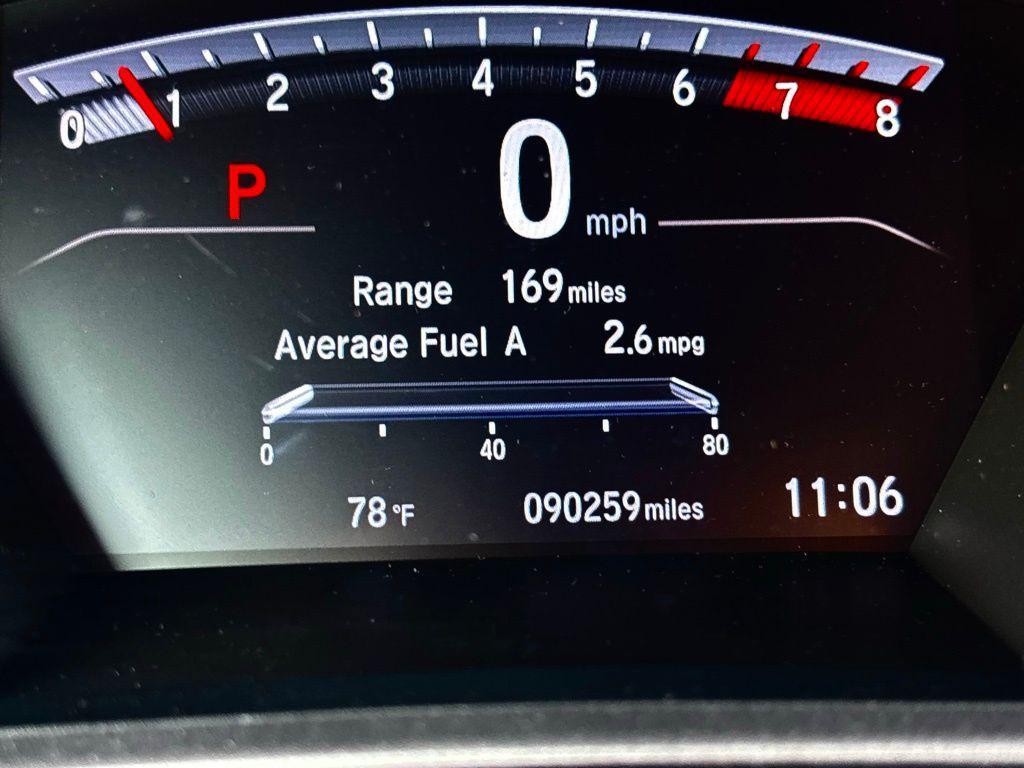 0 1 2 3 4 5 6 7 8
P
0 mph
Range 169 miles
Average Fuel A 2.6 mpg
0 40 80
78 °F 090259 miles 11:06